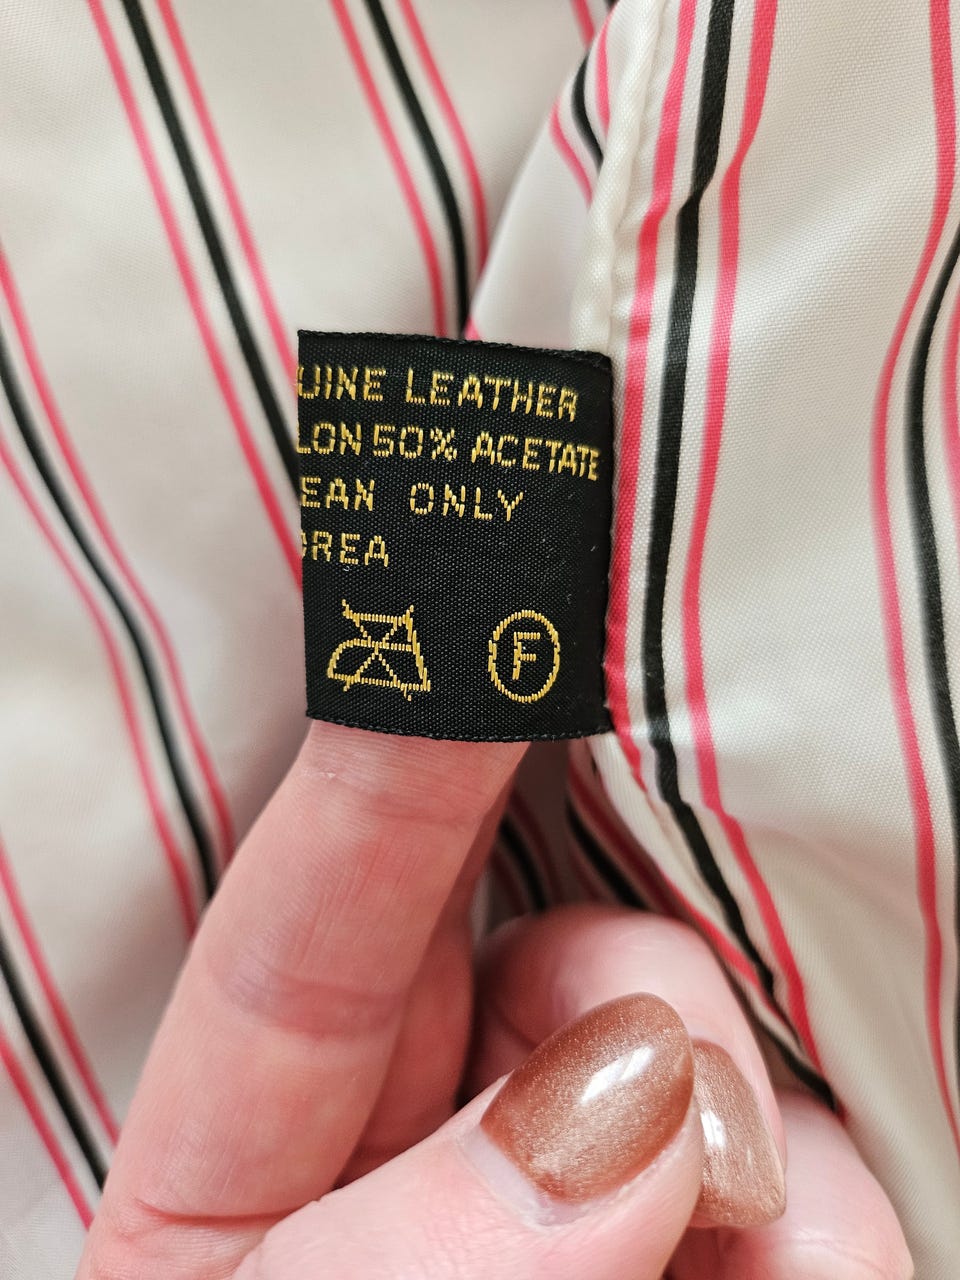 UINE LEATHER
LON 50% ACETATE
EAN ONLY
OREA
F